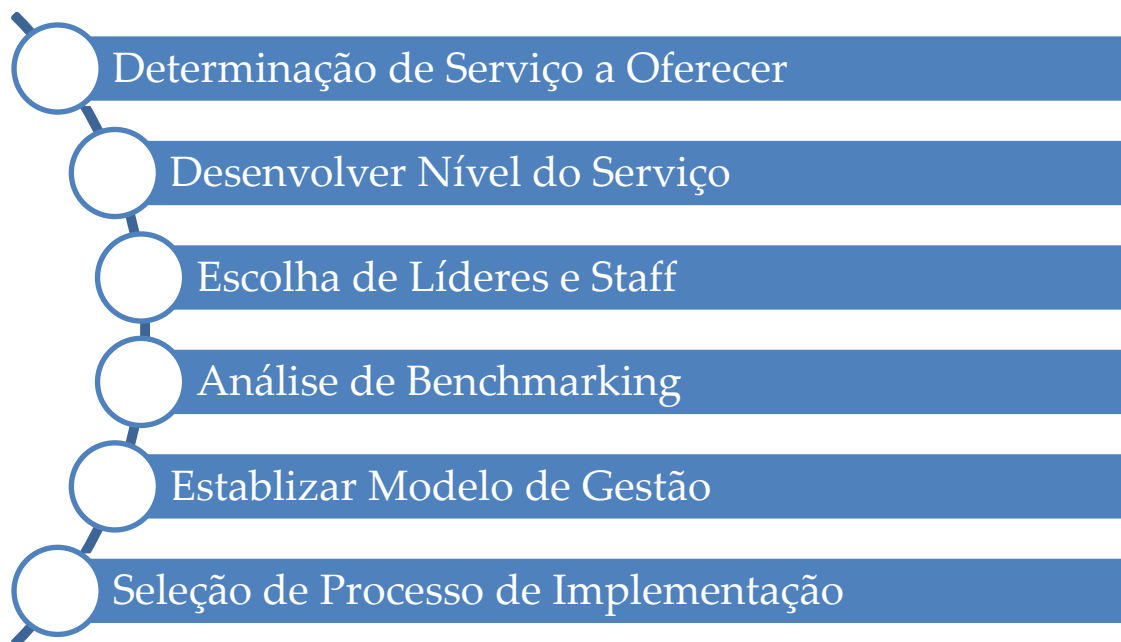 Determinação de Serviço a Oferecer
Desenvolver Nível do Serviço
Escolha de Líderes e Staff
Análise de Benchmarking
Establizar Modelo de Gestão
Seleção de Processo de Implementação